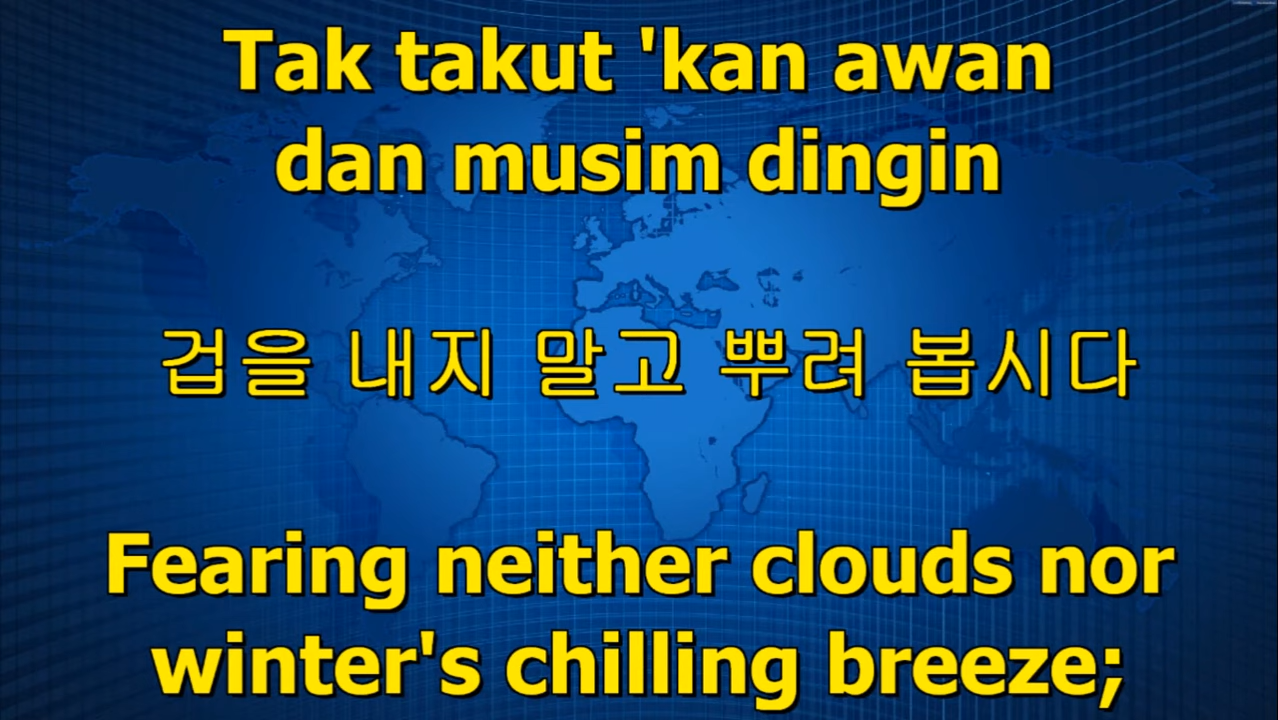 Tak takut 'kan awan
dan musim dingin
겁을 내지 말고 뿌려 봅시다
Fearing neither clouds nor
winter's chilling breeze;